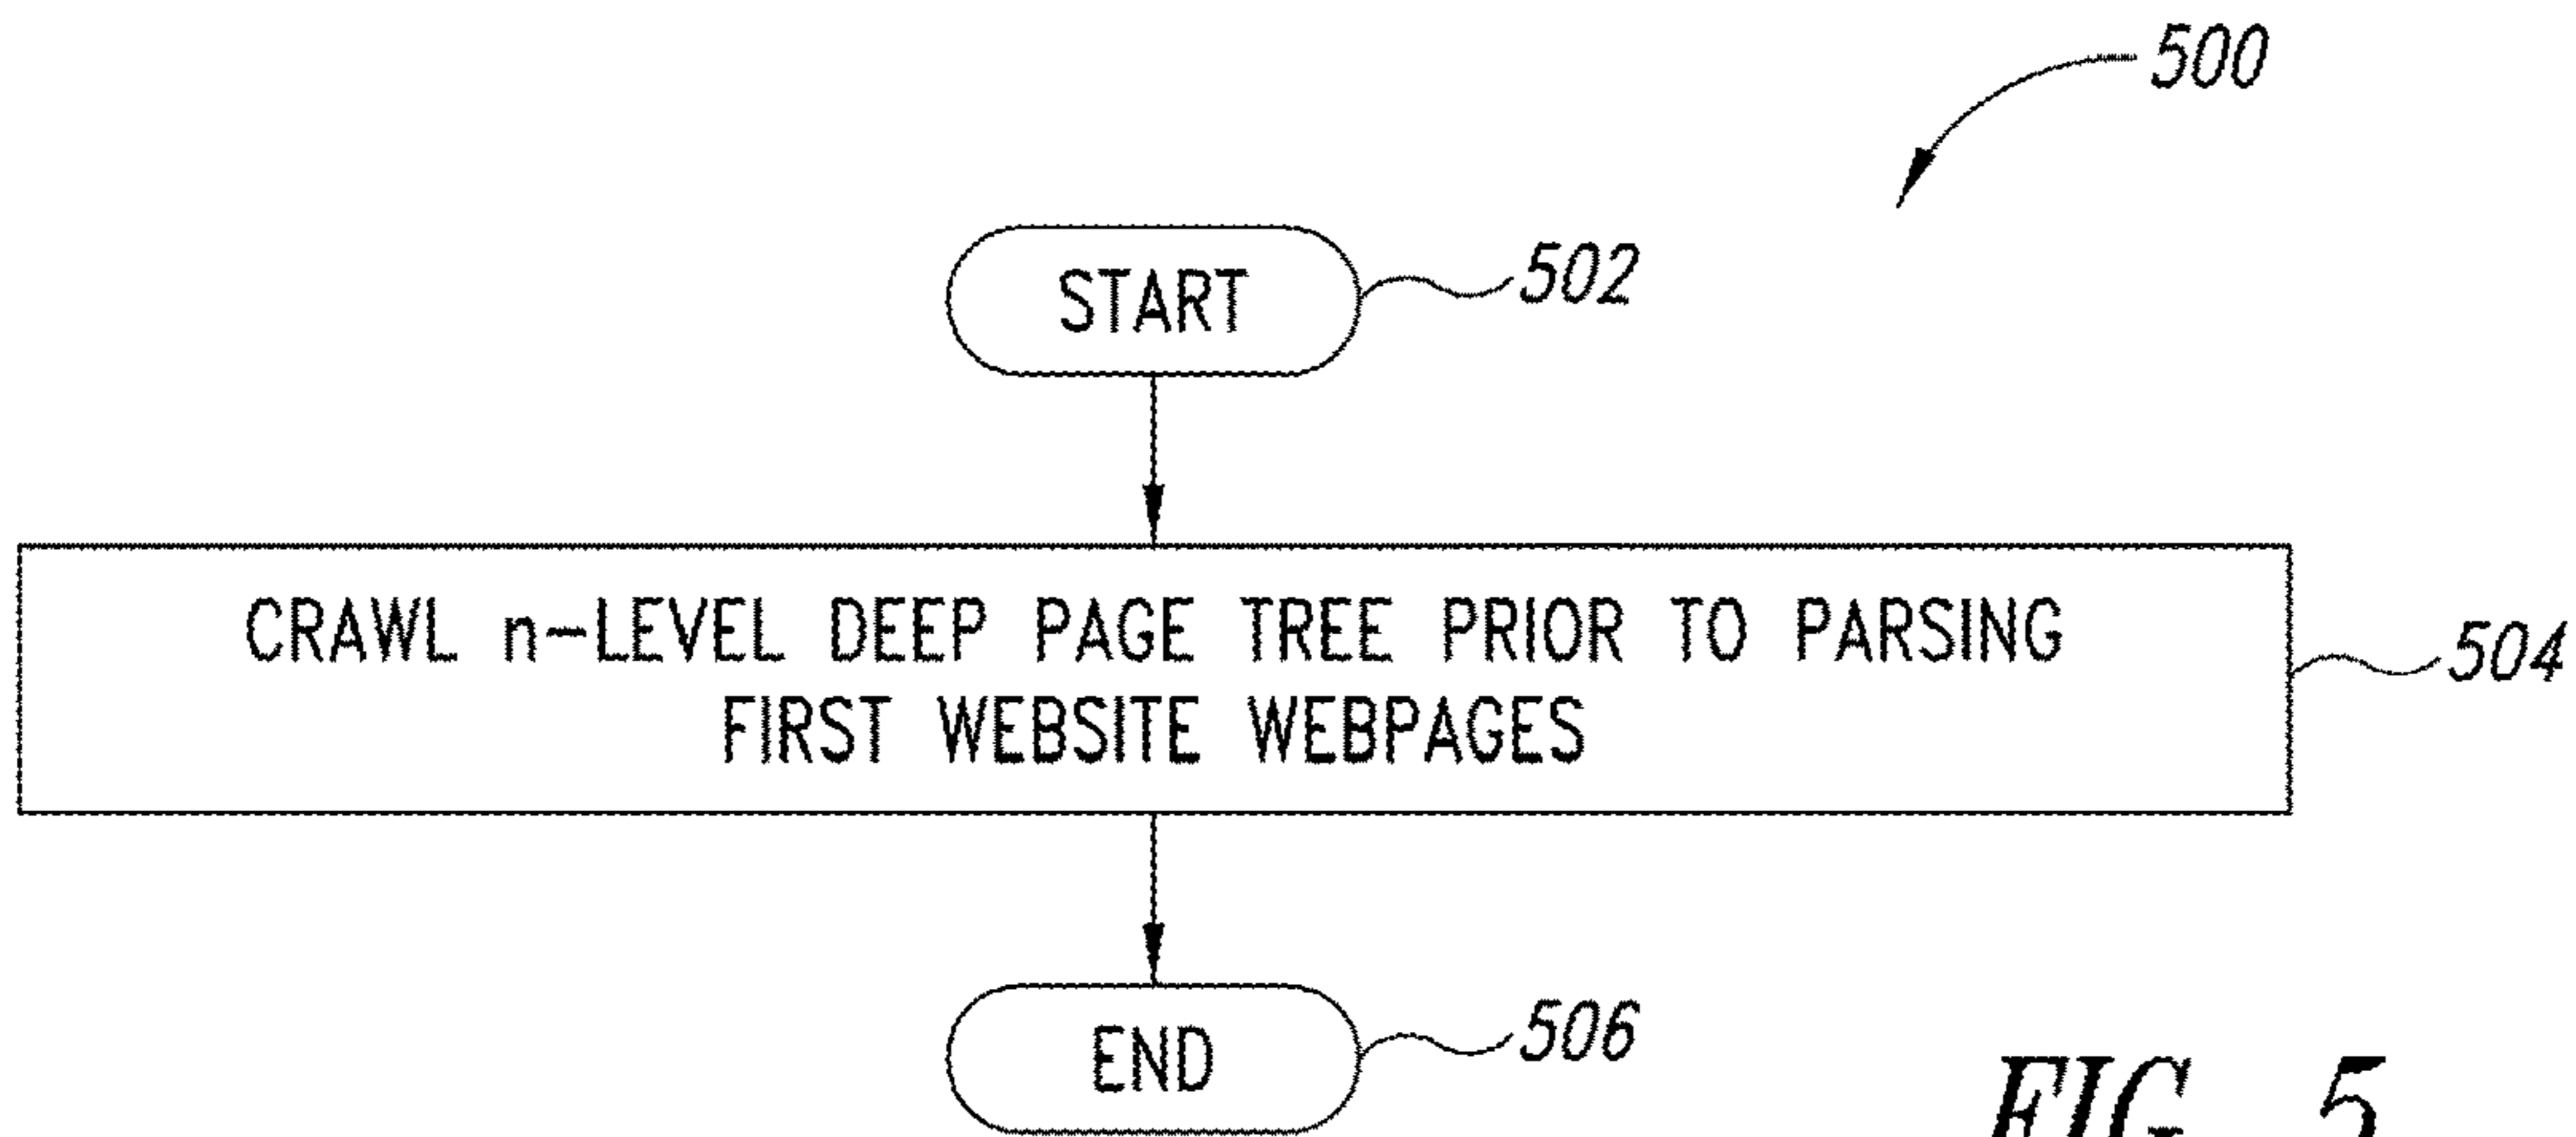 500
START
502
CRAWL n-LEVEL DEEP PAGE TREE PRIOR TO PARSING
FIRST WEBSITE WEBPAGES
504
END
506
FIG. 5